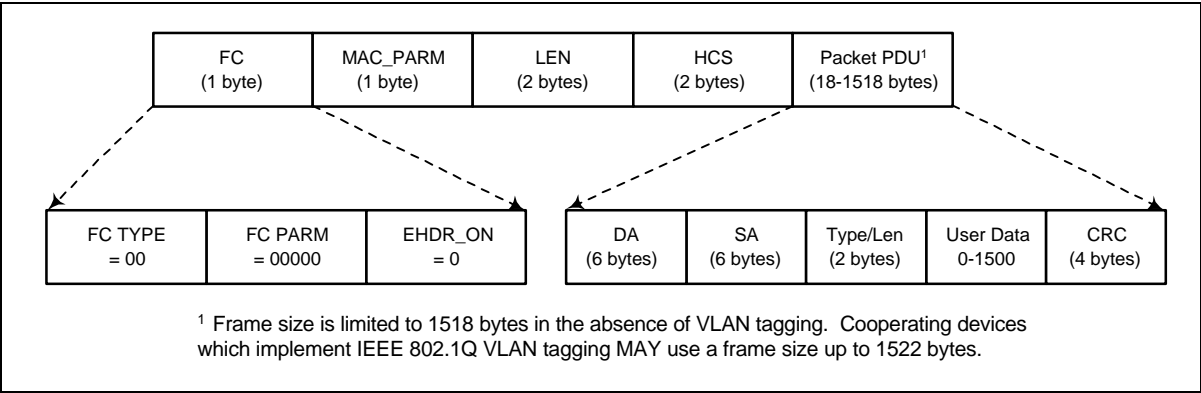 FC
(1 byte)
MAC_PARM
(1 byte)
LEN
(2 bytes)
HCS
(2 bytes)
Packet PDU¹
(18-1518 bytes)
FC TYPE
= 00
FC PARM
= 00000
EHDR_ON
= 0
DA
(6 bytes)
SA
(6 bytes)
Type/Len
(2 bytes)
User Data
0-1500
CRC
(4 bytes)
¹ Frame size is limited to 1518 bytes in the absence of VLAN tagging. Cooperating devices
which implement IEEE 802.1Q VLAN tagging MAY use a frame size up to 1522 bytes.